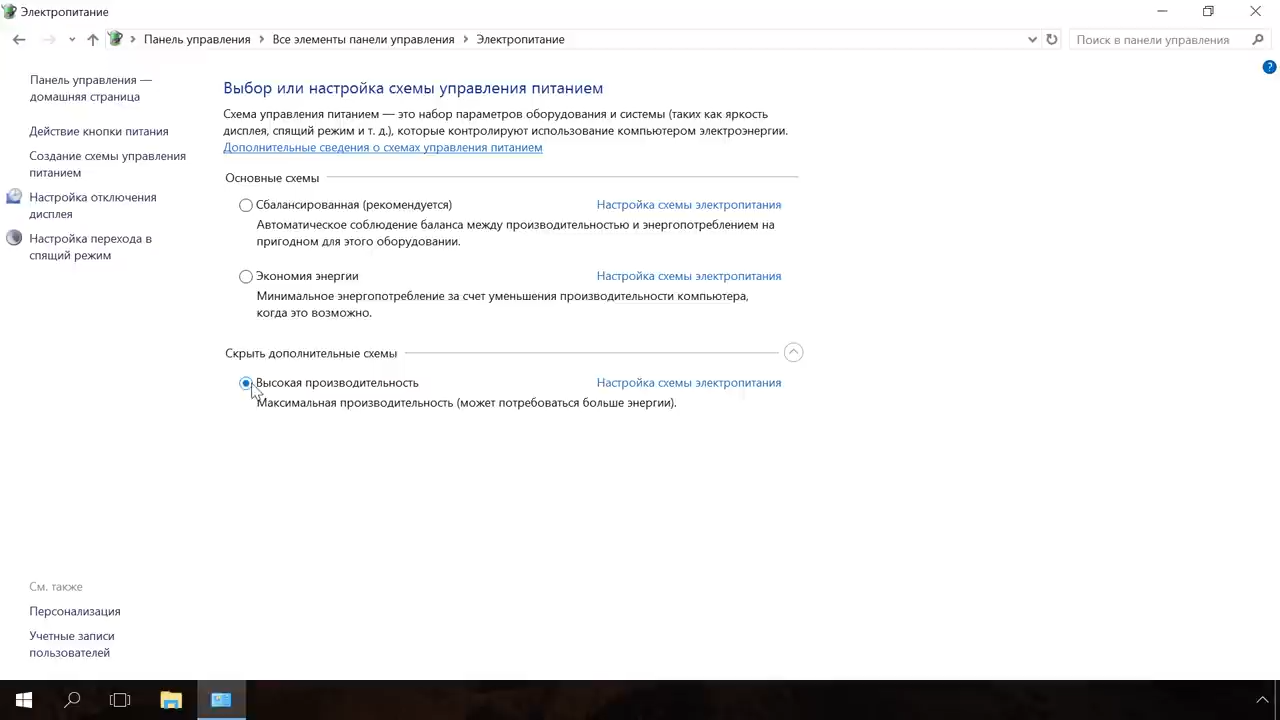 Электропитание
Панель управления
Все элементы панели управления
Электропитание
Поиск в панели управления
Панель управления —
домашняя страница
Действие кнопки питания
Создание схемы управления
питанием
Настройка отключения
дисплея
Настройка перехода в
спящий режим
Выбор или настройка схемы управления питанием
Схема управления питанием — это набор параметров оборудования и системы (таких как яркость
дисплея, спящий режим и т. д.), которые контролируют использование компьютером электроэнергии.
Дополнительные сведения о схемах управления питанием
Основные схемы
Сбалансированная (рекомендуется) Настройка схемы электропитания
Автоматическое соблюдение баланса между производительностью и энергопотреблением на
пригодном для этого оборудовании.
Экономия энергии Настройка схемы электропитания
Минимальное энергопотребление за счет уменьшения производительности компьютера,
когда это возможно.
Скрыть дополнительные схемы
Высокая производительность Настройка схемы электропитания
Максимальная производительность (может потребоваться больше энергии).
См. также
Персонализация
Учетные записи
пользователей